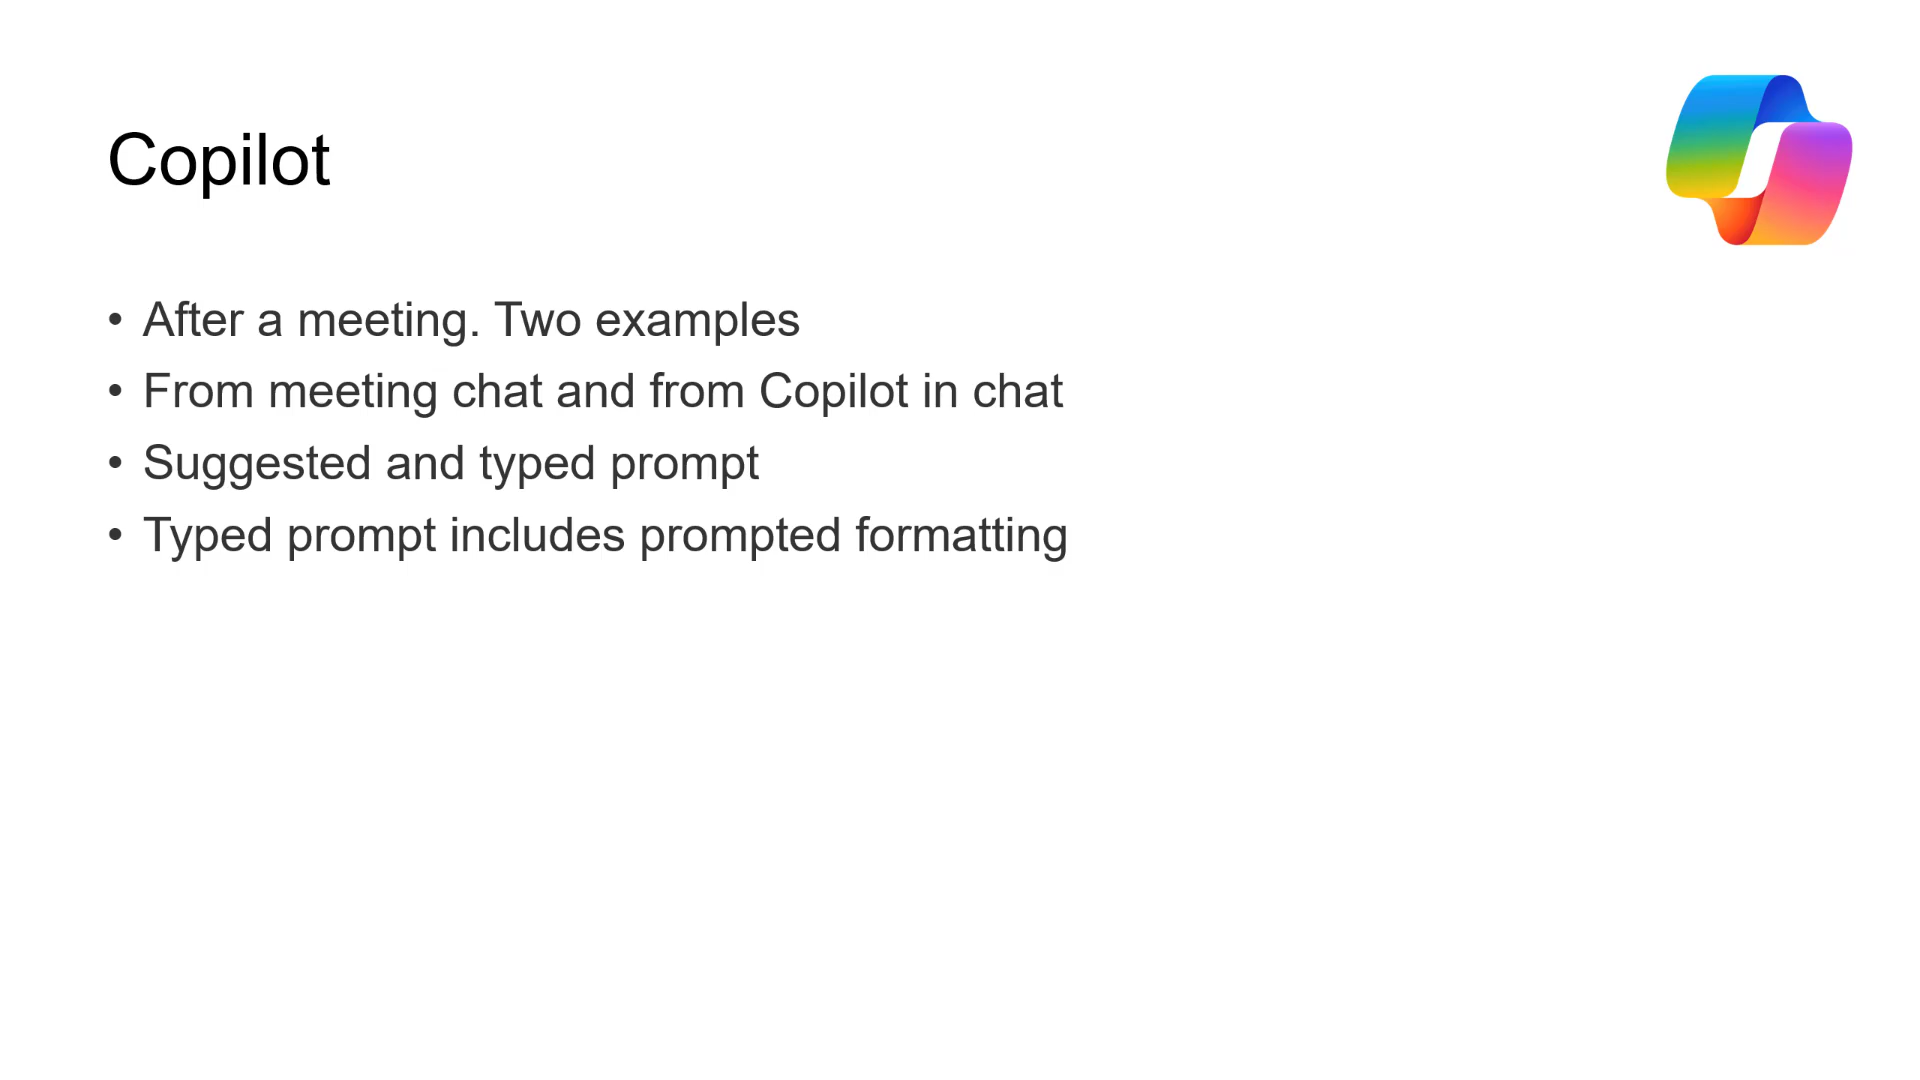 Copilot
• After a meeting. Two examples
• From meeting chat and from Copilot in chat
• Suggested and typed prompt
• Typed prompt includes prompted formatting